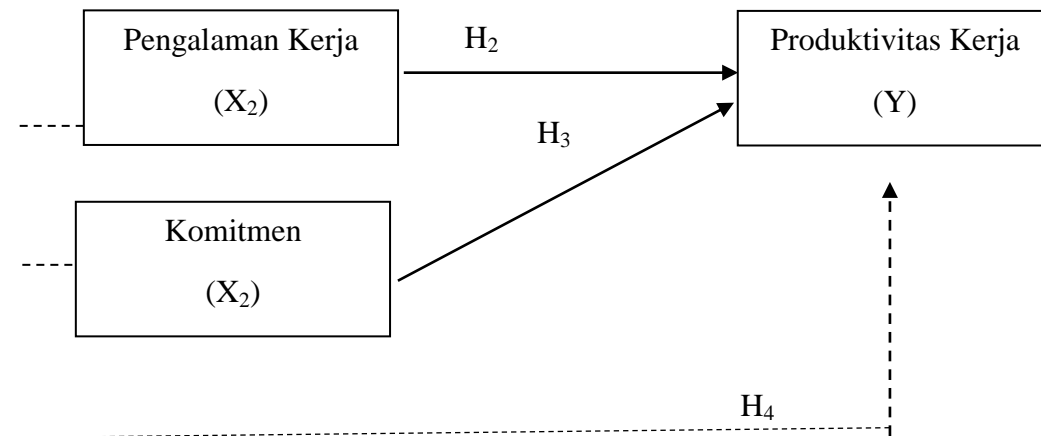 Pengalaman Kerja
(X₂)
H₂
Produktivitas Kerja
(Y)
H₃
Komitmen
(X₂)
H₄